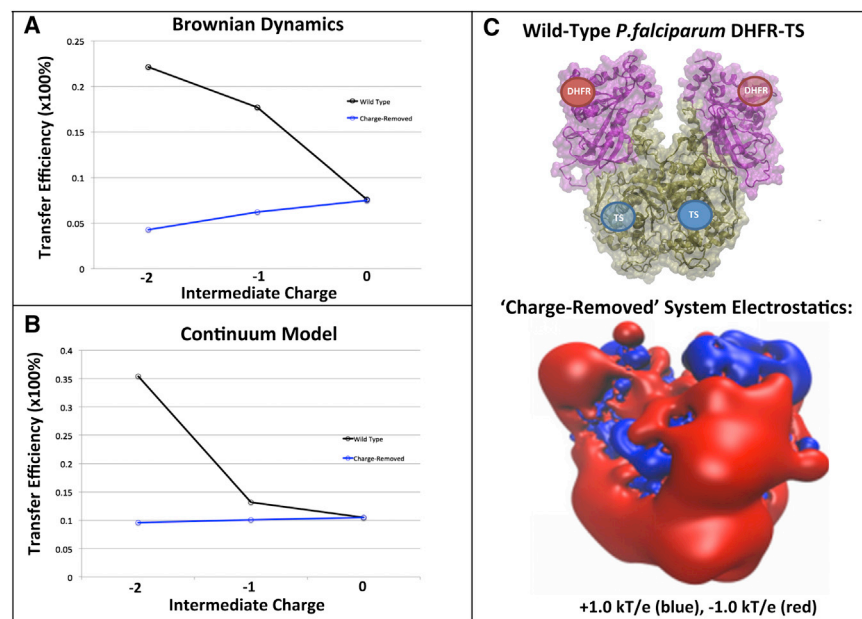 A
Brownian Dynamics
0.25
0.2
0.15
0.1
0.05
0
Transfer Efficiency (x100%)
Wild Type
Charge-Removed
-2
-1
0
Intermediate Charge
B
Continuum Model
0.4
0.35
0.3
0.25
0.2
0.15
0.1
0.05
0
Transfer Efficiency (x100%)
Wild Type
Charge-Removed
-2
-1
0
Intermediate Charge
C
Wild-Type P.falciparum DHFR-TS
DHFR
DHFR
TS
TS
'Charge-Removed' System Electrostatics:
+1.0 kT/e (blue), -1.0 kT/e (red)